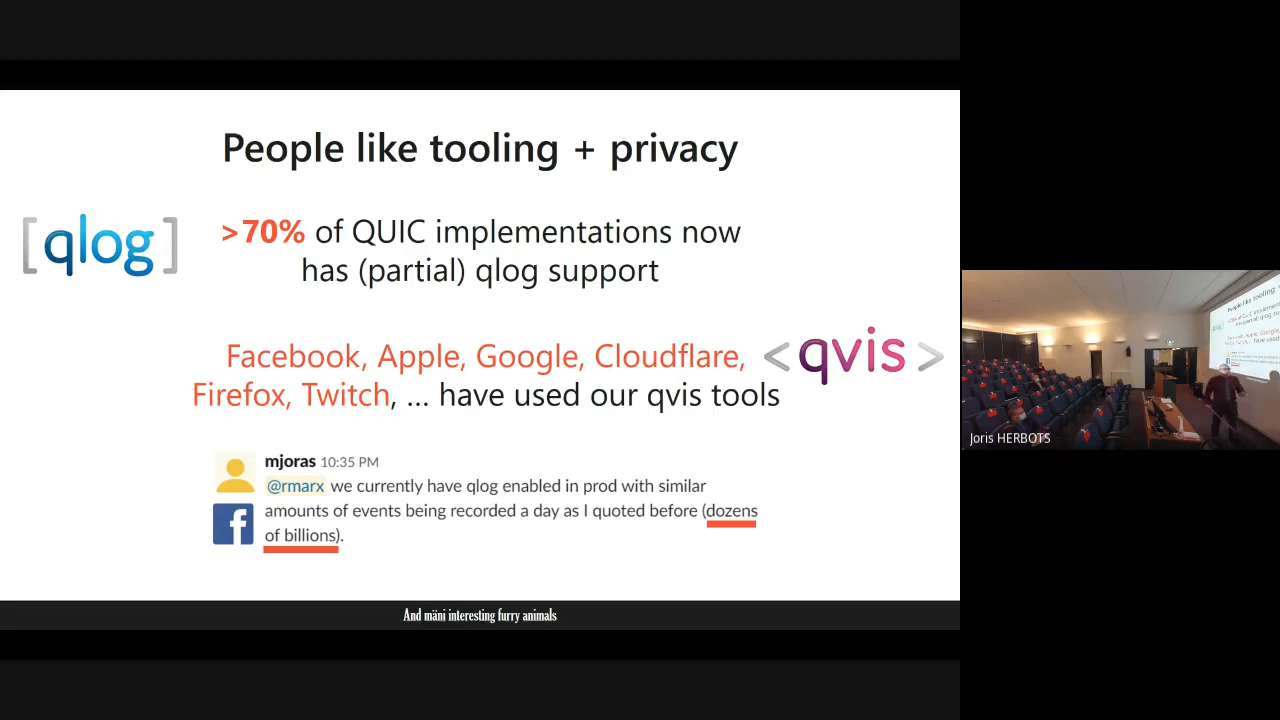 People like tooling + privacy
[qlog]
>70% of QUIC implementations now
has (partial) qlog support
Facebook, Apple, Google, Cloudflare,
<qvis>
Firefox, Twitch, ... have used our qvis tools
mjoras 10:35 PM
@rmarx we currently have qlog enabled in prod with similar
amounts of events being recorded a day as I quoted before (dozens
of billions).
f
And mäni interesting furry animals
People like tooling +
Joris HERBOTS